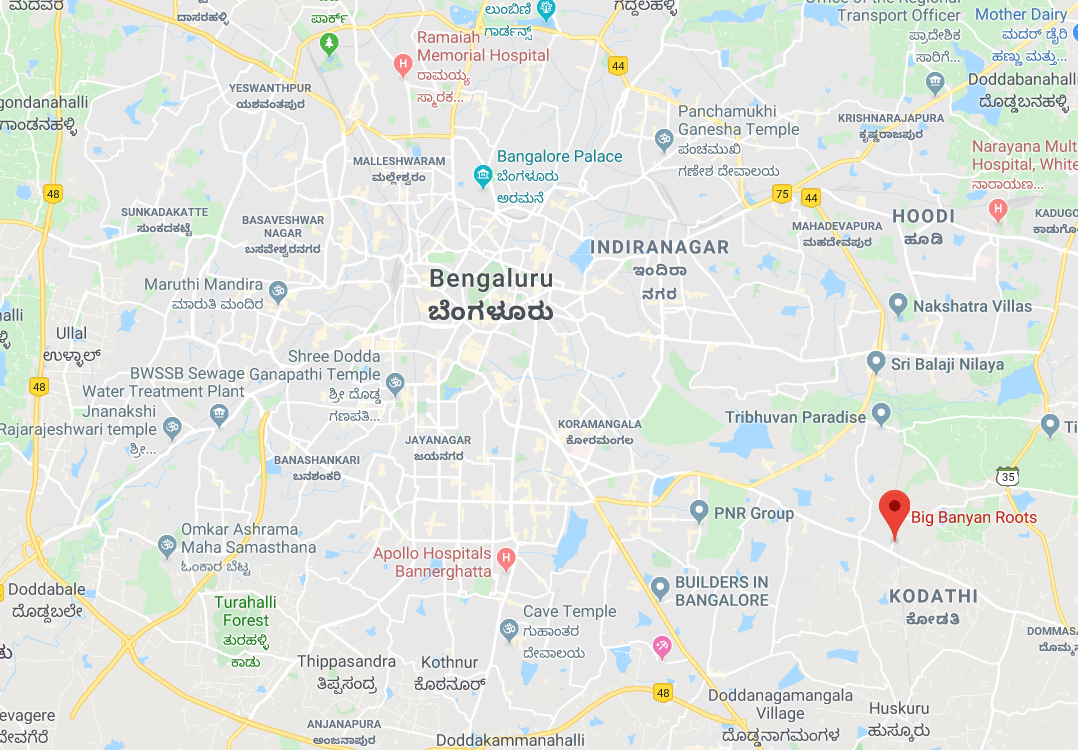 ಮದವರ
ದಾಸರಹಳ್ಳಿ
ಪಾರ್ಕ್
ಲುಂಬಿಣಿ
ಗಾರ್ಡನ್ಸ್
ಗದ್ದಲಹಳ್ಳಿ
Office of the Regional
Transport Officer
ಪ್ರಾದೇಶಿಕ
ಸಾರಿಗೆ...
Mother Dairy
ಮದರ್ ಡೈರಿ
ಹಣ್ಣು ಮತ್ತು...
Ramaiah
Memorial Hospital
ರಾಮಯ್ಯ
ಸ್ಮಾರಕ...
44
Doddabanahalli
ದೊಡ್ಡಬನಹಳ್ಳಿ
gondanahalli
ಗೊಂಡನಹಳ್ಳಿ
YESWANTHPUR
ಯಶವಂತಪುರ
Panchamukhi
Ganesha Temple
ಪಂಚಮುಖಿ
ಗಣೇಶ ದೇವಾಲಯ
KRISHNARAJAPURA
ಕೃಷ್ಣರಾಜಪುರ
Narayana Mult
Hospital, White
ನಾರಾಯಣ...
MALLESHWARAM
ಮಲ್ಲೇಶ್ವರಂ
Bangalore Palace
ಬೆಂಗಳೂರು
ಅರಮನೆ
48
75
44
SUNKADAKATTE
ಸುಂಕದಕಟ್ಟೆ
BASAVESHWAR
NAGAR
ಬಸವೇಶ್ವರನಗರ
MAHADEVAPURA
ಮಹದೇವಪುರ
HOODI
ಹೂಡಿ
H
KADUGO
ಕಾಡುಗೊ
INDIRANAGAR
ಇಂದಿರಾ
ನಗರ
Bengaluru
ಬೆಂಗಳೂರು
Maruthi Mandira
ಮಾರುತಿ ಮಂದಿರ
Nakshatra Villas
Ullal
ಉಳ್ಳಾಲ್
Shree Dodda
Ganapathi Temple
ಶ್ರೀ ದೊಡ್ಡ
ಗಣಪತಿ...
Sri Balaji Nilaya
48
BWSSB Sewage
Water Treatment Plant
Jnanakshi
Rajarajeshwari temple
ಶ್ರೀ...
Tribhuvan Paradise
KORAMANGALA
ಕೋರಮಂಗಲ
JAYANAGAR
ಜಯನಗರ
BANASHANKARI
ಬನಶಂಕರಿ
35
PNR Group
Big Banyan Roots
Omkar Ashrama
Maha Samasthana
ಓಂಕಾರ ಬೆಟ್ಟ
Apollo Hospitals
Bannerghatta
H
BUILDERS IN
BANGALORE
KODATHI
ಕೋಡತಿ
Doddabale
ದೊಡ್ಡಬಲೇ
Turahalli
Forest
ತುರಹಳ್ಳಿ
ಕಾಡು
Cave Temple
ಗುಹಾಂತರ
ದೇವಾಲಯ
DOMMASA
ದೊಮ್ಮಸ
Thippasandra
ತಿಪ್ಪಸಂದ್ರ
Kothnur
ಕೊಠನೂರ್
48
Doddanagamangala
Village
ದೊಡ್ಡನಾಗಮಂಗಳ
Huskuru
ಹುಸ್ಕೂರು
evagere
ದೇವಗೆರೆ
ANJANAPURA
ಅಂಜನಾಪುರ
Doddakammanahalli